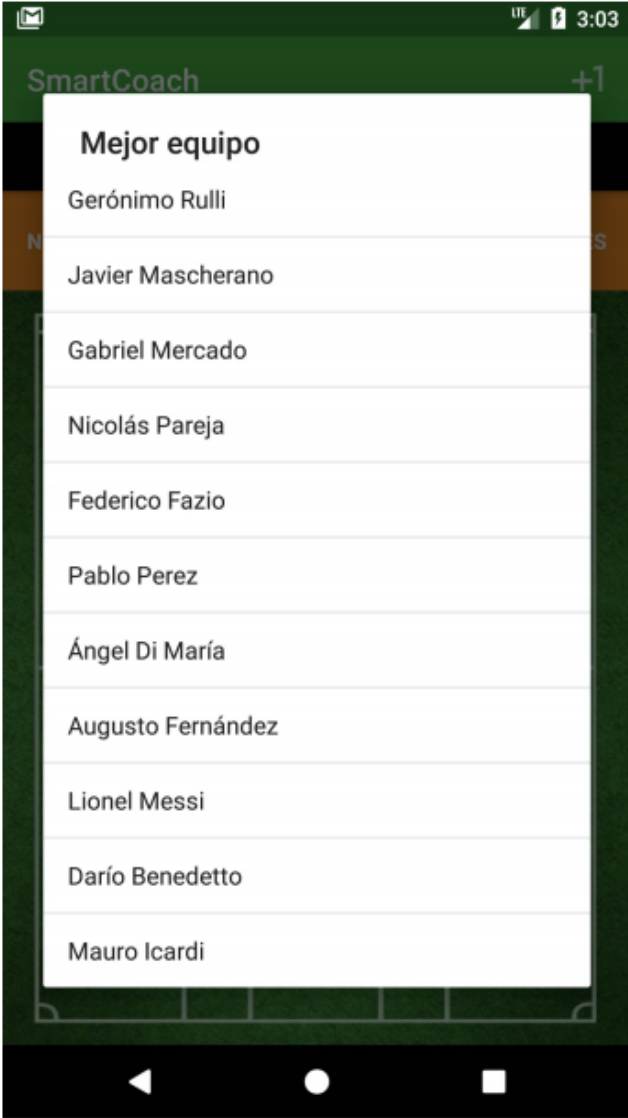 LTE 3:03
SmartCoach +1
Mejor equipo
Gerónimo Rulli
N
S
Javier Mascherano
Gabriel Mercado
Nicolás Pareja
Federico Fazio
Pablo Perez
Ángel Di María
Augusto Fernández
Lionel Messi
Darío Benedetto
Mauro Icardi